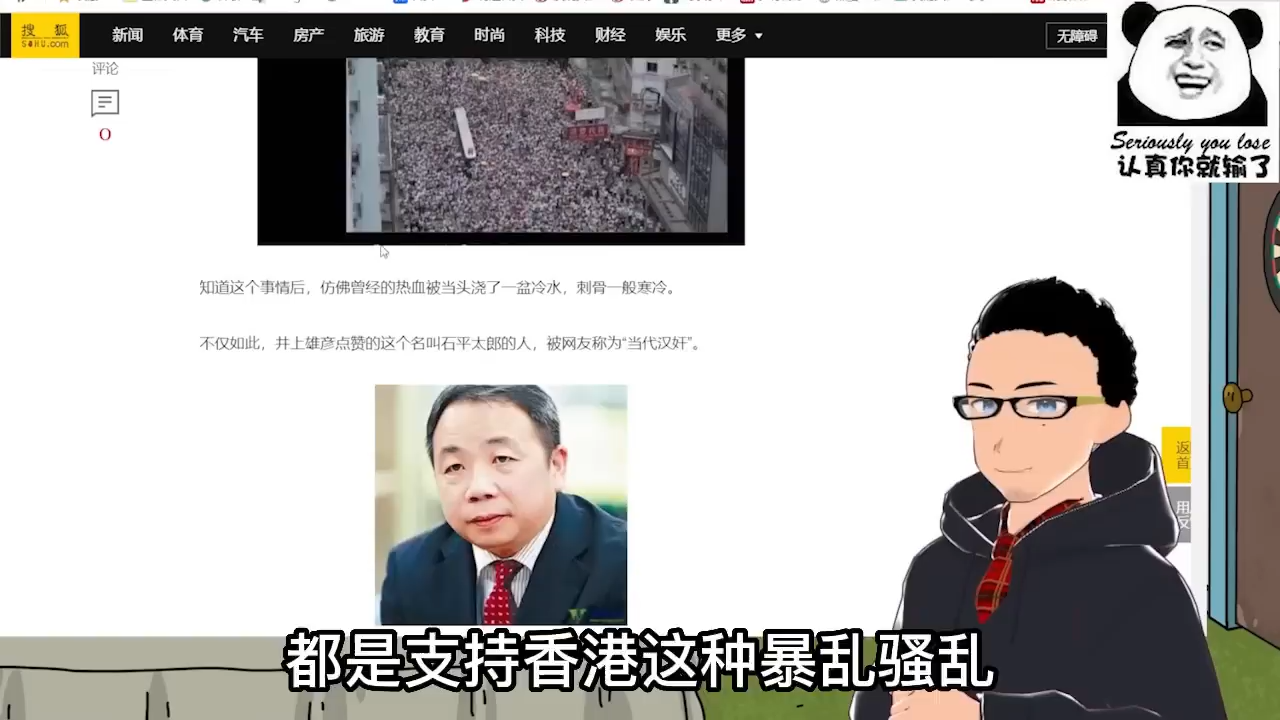 搜狐
SOHU.com
新闻 体育 汽车 房产 旅游 教育 时尚 科技 财经 娱乐 更多
无障碍
评论
0
Seriously you lose
认真你就输了
知道这个事情后，仿佛曾经的热血被当头浇了一盆冷水，刺骨一般寒冷。
不仅如此，井上雄彦点赞的这个名叫石平太郎的人，被网友称为“当代汉奸”。
返
首
用
反
都是支持香港这种暴乱骚乱